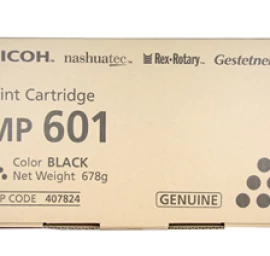 ICOH nashuatec Rex-Rotary Gestetner
int Cartridge
MP 601
Color BLACK
Net Weight 678g
P CODE 407824 GENUINE